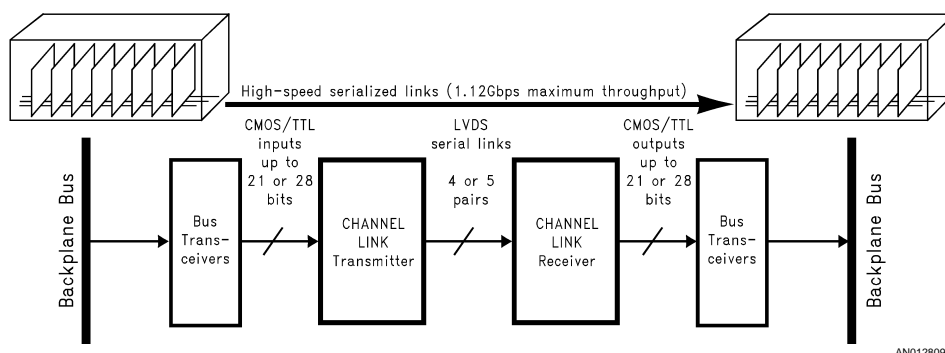 High-speed serialized links (1.12Gbps maximum throughput)
CMOS/TTL
inputs
up to
21 or 28
bits
LVDS
serial links
4 or 5
pairs
CMOS/TTL
outputs
up to
21 or 28
bits
Backplane Bus
Bus
Trans-
ceivers
CHANNEL
LINK
Transmitter
CHANNEL
LINK
Receiver
Bus
Trans-
ceivers
Backplane Bus
AN012809